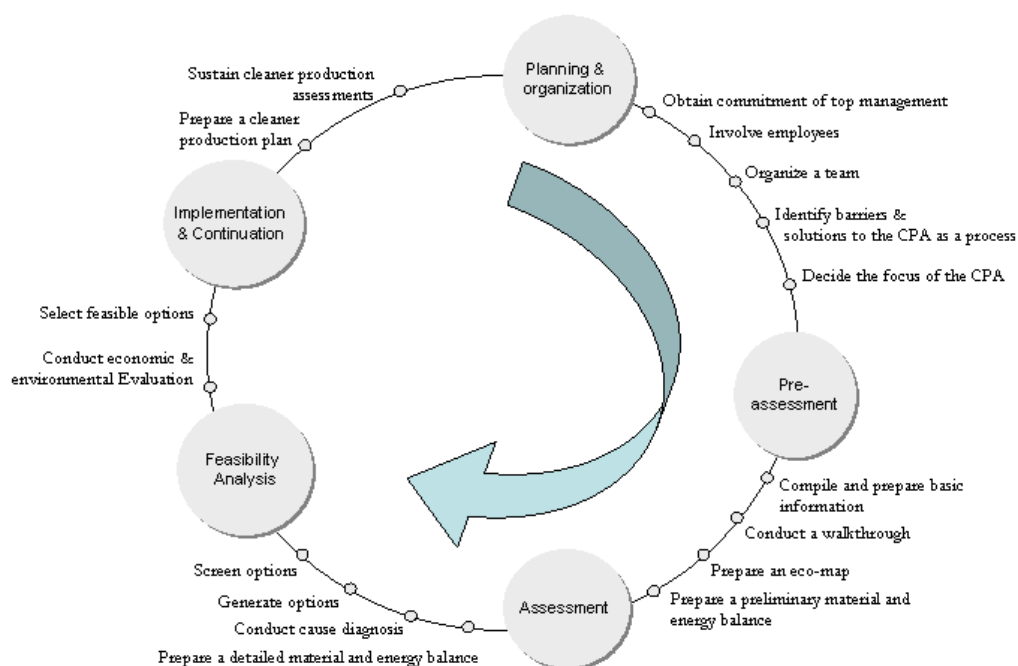 Planning &
organization
Obtain commitment of top management
Involve employees
Organize a team
Identify barriers &
solutions to the CPA as a process
Decide the focus of the CPA
Pre-
assessment
Compile and prepare basic
information
Conduct a walkthrough
Prepare an eco-map
Prepare a preliminary material and
energy balance
Assessment
Prepare a detailed material and energy balance
Conduct cause diagnosis
Generate options
Screen options
Feasibility
Analysis
Conduct economic &
environmental Evaluation
Select feasible options
Implementation
& Continuation
Prepare a cleaner
production plan
Sustain cleaner production
assessments